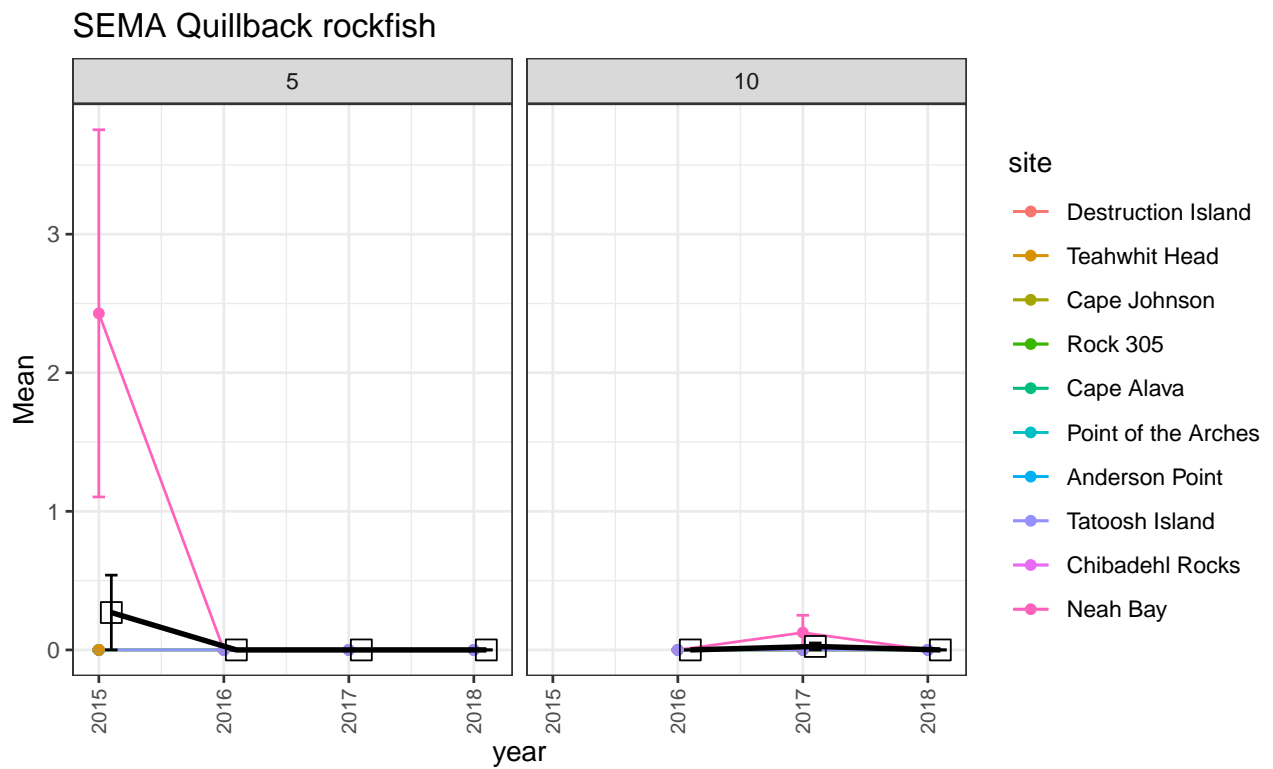 SEMA Quillback rockfish
5
10
Mean
3
2
1
0
2015
2016
2017
2018
2015
2016
2017
2018
year
site
Destruction Island
Teahwhit Head
Cape Johnson
Rock 305
Cape Alava
Point of the Arches
Anderson Point
Tatoosh Island
Chibadehl Rocks
Neah Bay